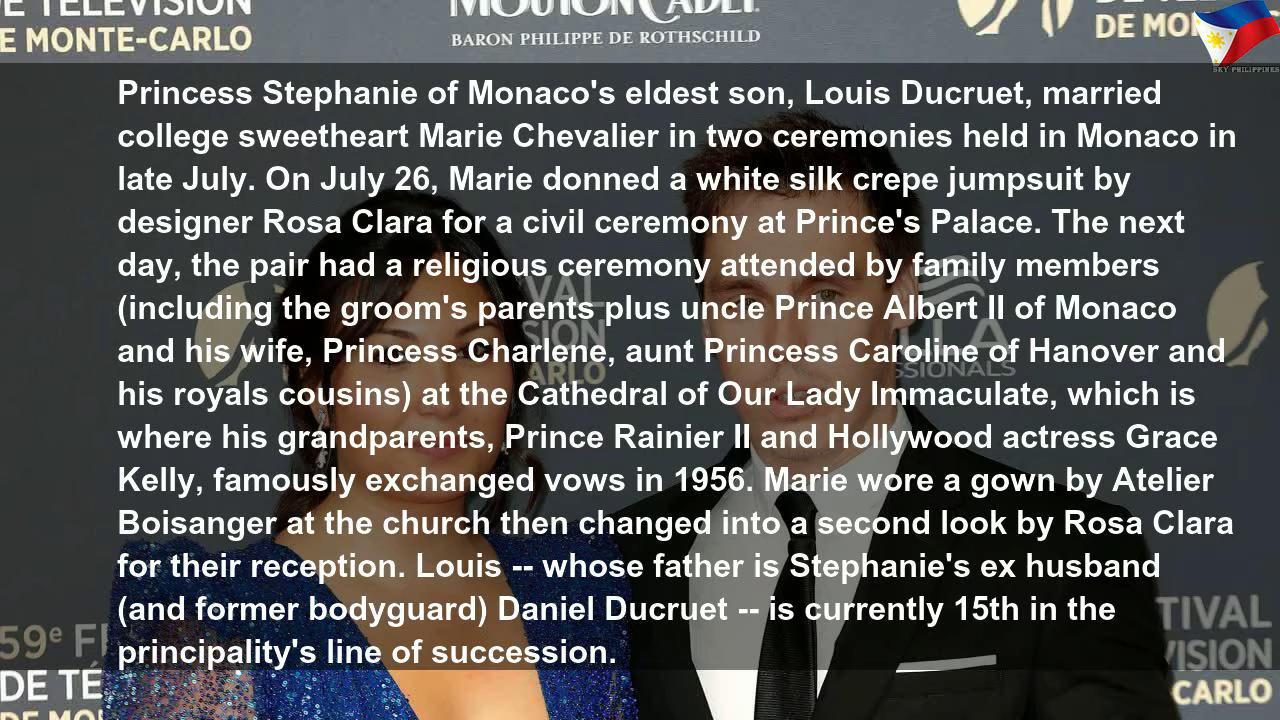 DE TÉLÉVISION
DE MONTE-CARLO
MOUTON CADET
BARON PHILIPPE DE ROTHSCHILD
DE MON
SKY PHILIPPINES
Princess Stephanie of Monaco's eldest son, Louis Ducruet, married
college sweetheart Marie Chevalier in two ceremonies held in Monaco in
late July. On July 26, Marie donned a white silk crepe jumpsuit by
designer Rosa Clara for a civil ceremony at Prince's Palace. The next
day, the pair had a religious ceremony attended by family members
(including the groom's parents plus uncle Prince Albert II of Monaco
and his wife, Princess Charlene, aunt Princess Caroline of Hanover and
his royals cousins) at the Cathedral of Our Lady Immaculate, which is
where his grandparents, Prince Rainier II and Hollywood actress Grace
Kelly, famously exchanged vows in 1956. Marie wore a gown by Atelier
Boisanger at the church then changed into a second look by Rosa Clara
for their reception. Louis -- whose father is Stephanie's ex husband
(and former bodyguard) Daniel Ducruet -- is currently 15th in the
principality's line of succession.
VAL
SION
ARLO
SSIONALS
59e F
DE TÉ
TIVAL
VISION
CARLO